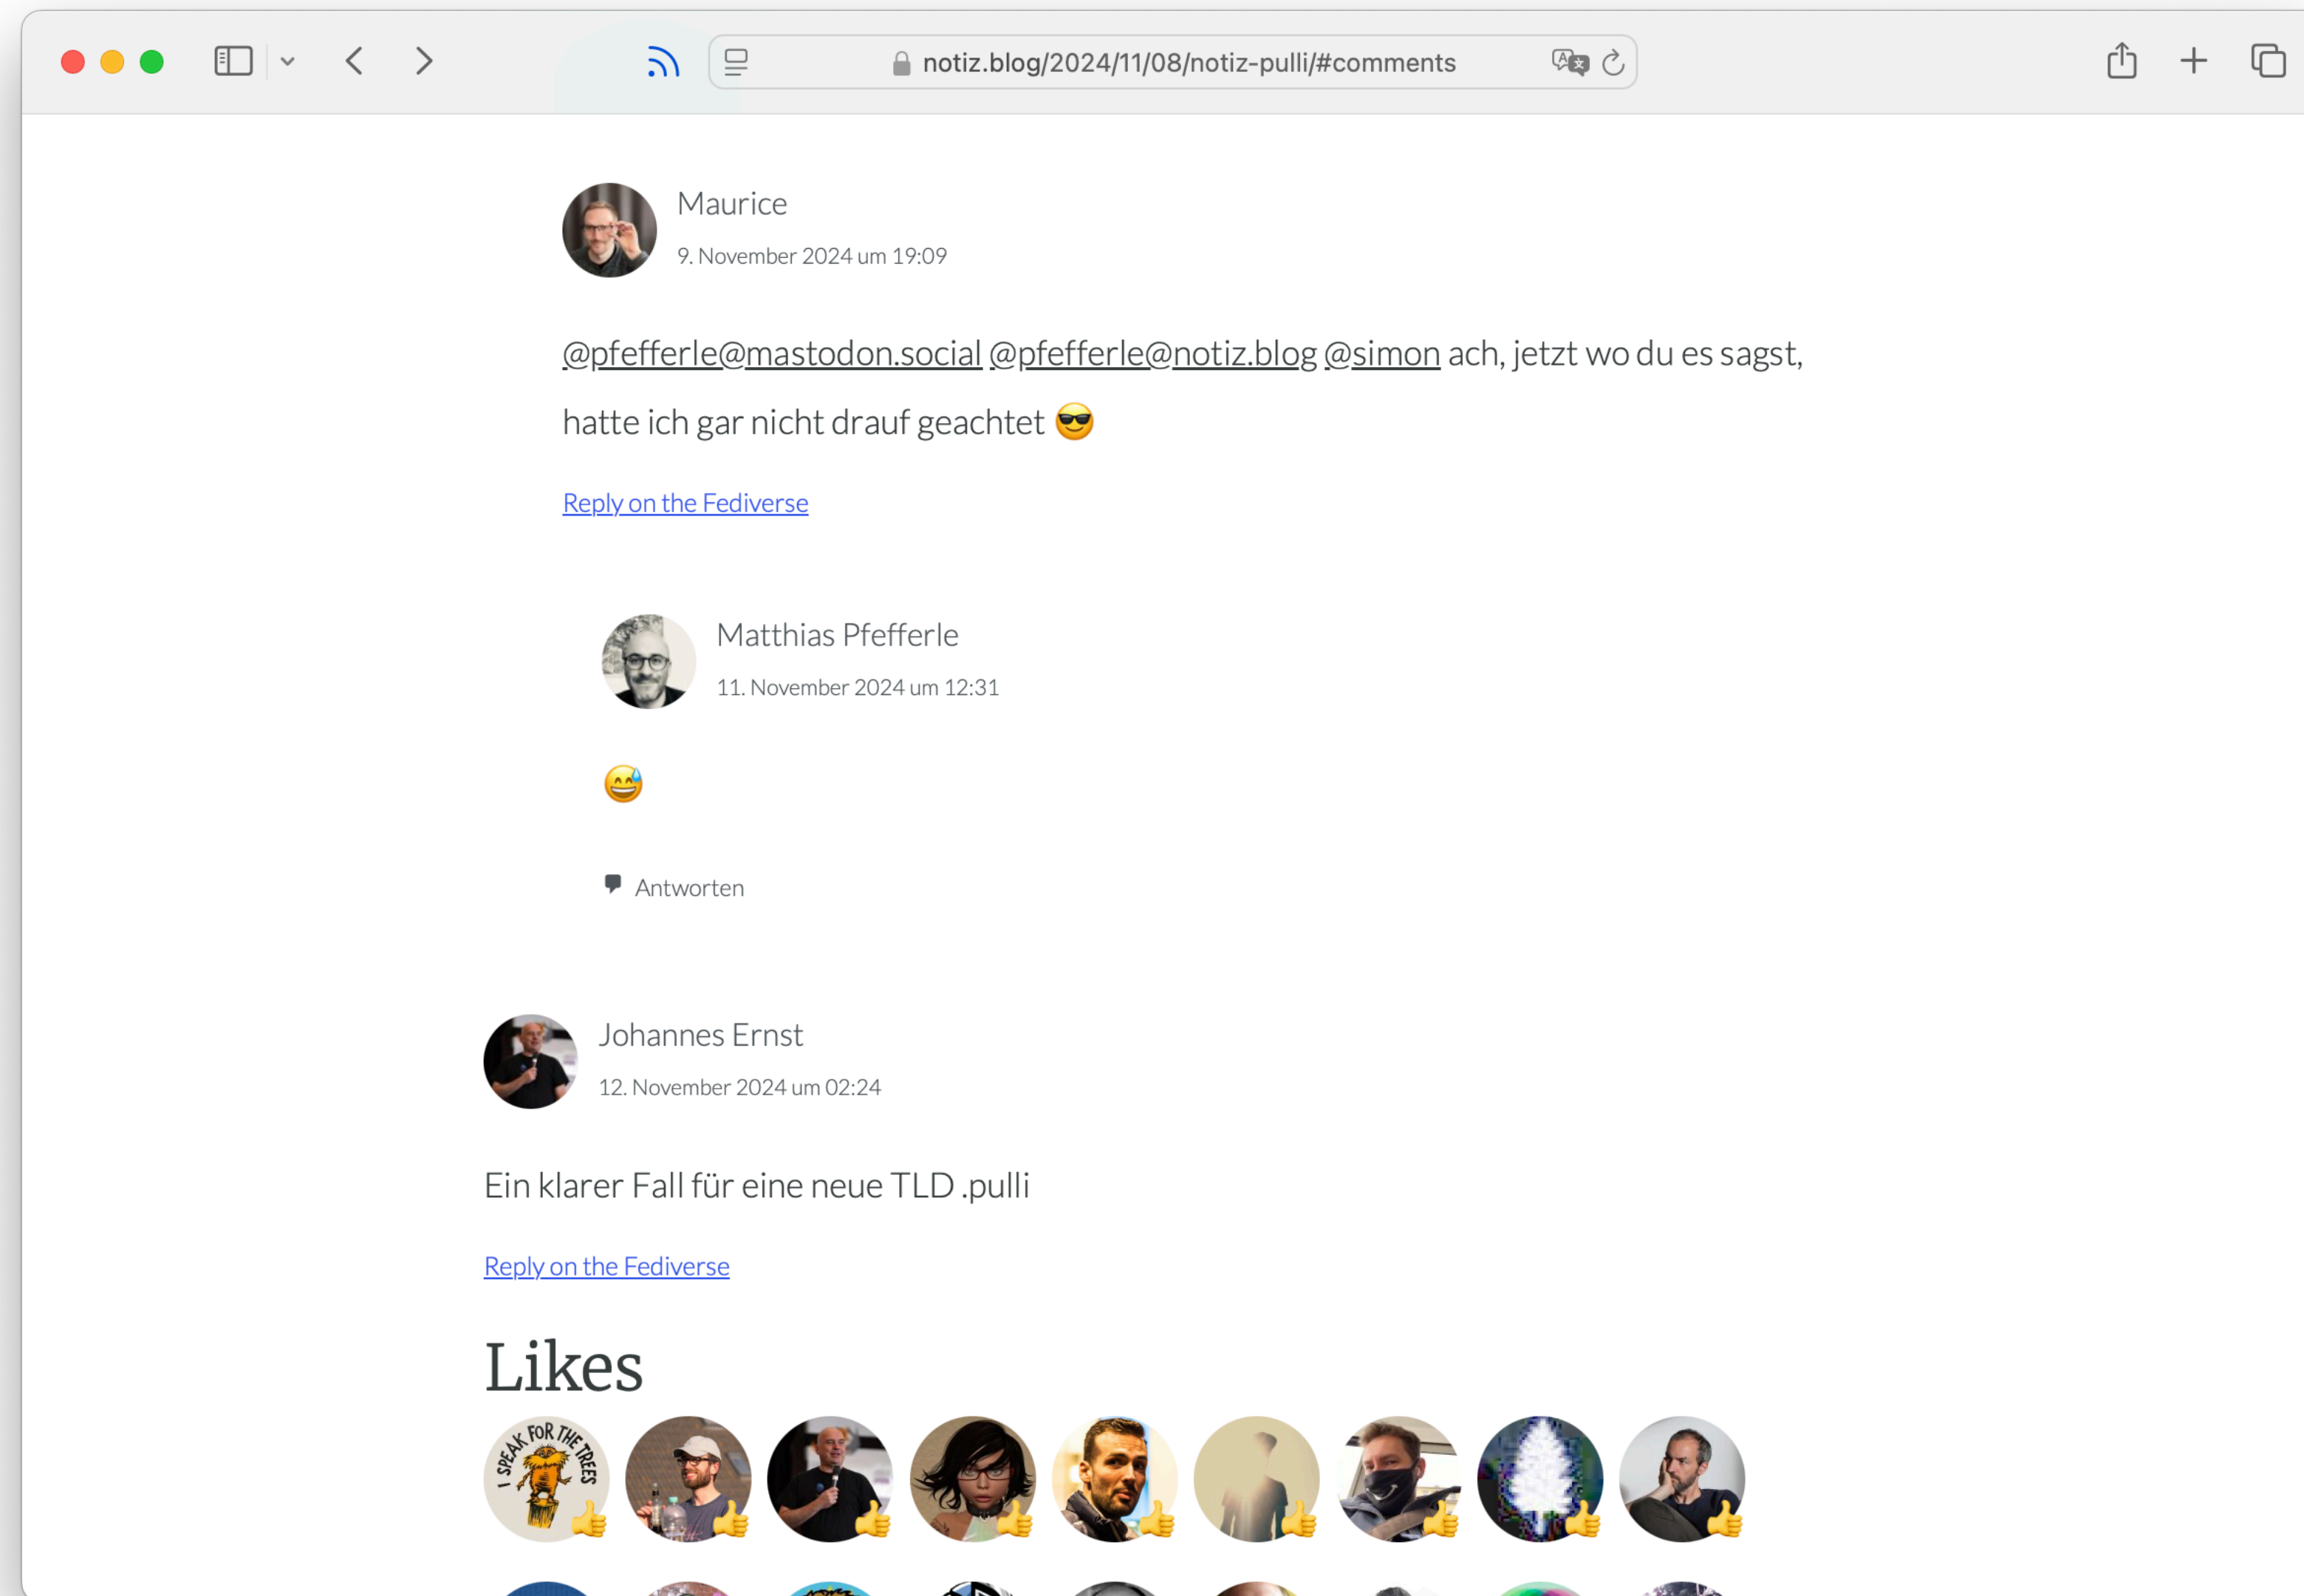 notiz.blog/2024/11/08/notiz-pulli/#comments
Maurice
9. November 2024 um 19:09
@pfefferle@mastodon.social @pfefferle@notiz.blog @simon ach, jetzt wo du es sagst,
hatte ich gar nicht drauf geachtet 😎
Reply on the Fediverse
Matthias Pfefferle
11. November 2024 um 12:31
😅
Antworten
Johannes Ernst
12. November 2024 um 02:24
Ein klarer Fall für eine neue TLD .pulli
Reply on the Fediverse
Likes
I SPEAK FOR THE TREES